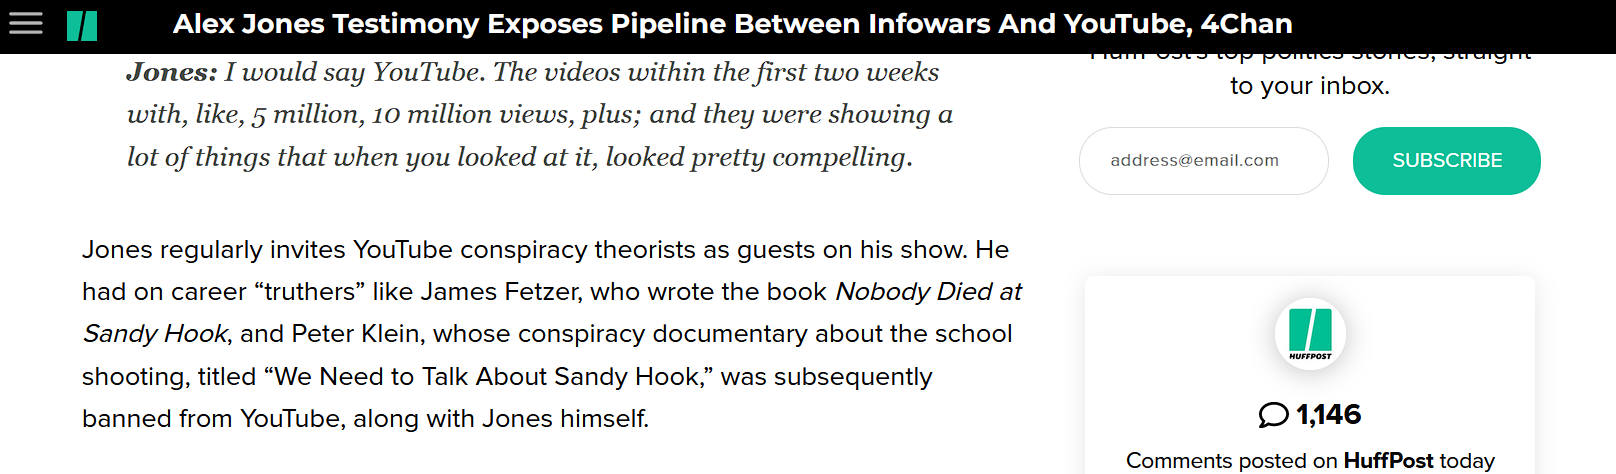 Alex Jones Testimony Exposes Pipeline Between Infowars And YouTube, 4Chan
Jones: I would say YouTube. The videos within the first two weeks
with, like, 5 million, 10 million views, plus; and they were showing a
lot of things that when you looked at it, looked pretty compelling.
Jones regularly invites YouTube conspiracy theorists as guests on his show. He
had on career “truthers” like James Fetzer, who wrote the book Nobody Died at
Sandy Hook, and Peter Klein, whose conspiracy documentary about the school
shooting, titled “We Need to Talk About Sandy Hook,” was subsequently
banned from YouTube, along with Jones himself.
HuffPost's top politics stories, straight
to your inbox.
address@email.com
SUBSCRIBE
HUFFPOST
1,146
Comments posted on HuffPost today